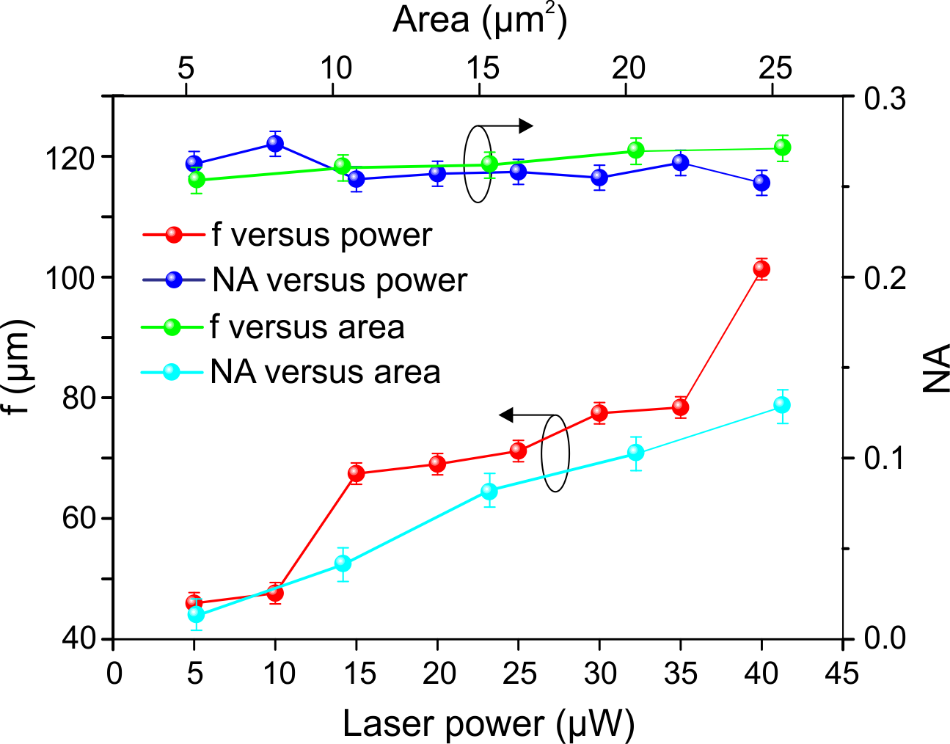 Area (μm²)
5 10 15 20 25
120
100
80
60
40
f (μm)
0.3
0.2
0.1
0.0
NA
f versus power
NA versus power
f versus area
NA versus area
0 5 10 15 20 25 30 35 40 45
Laser power (μW)